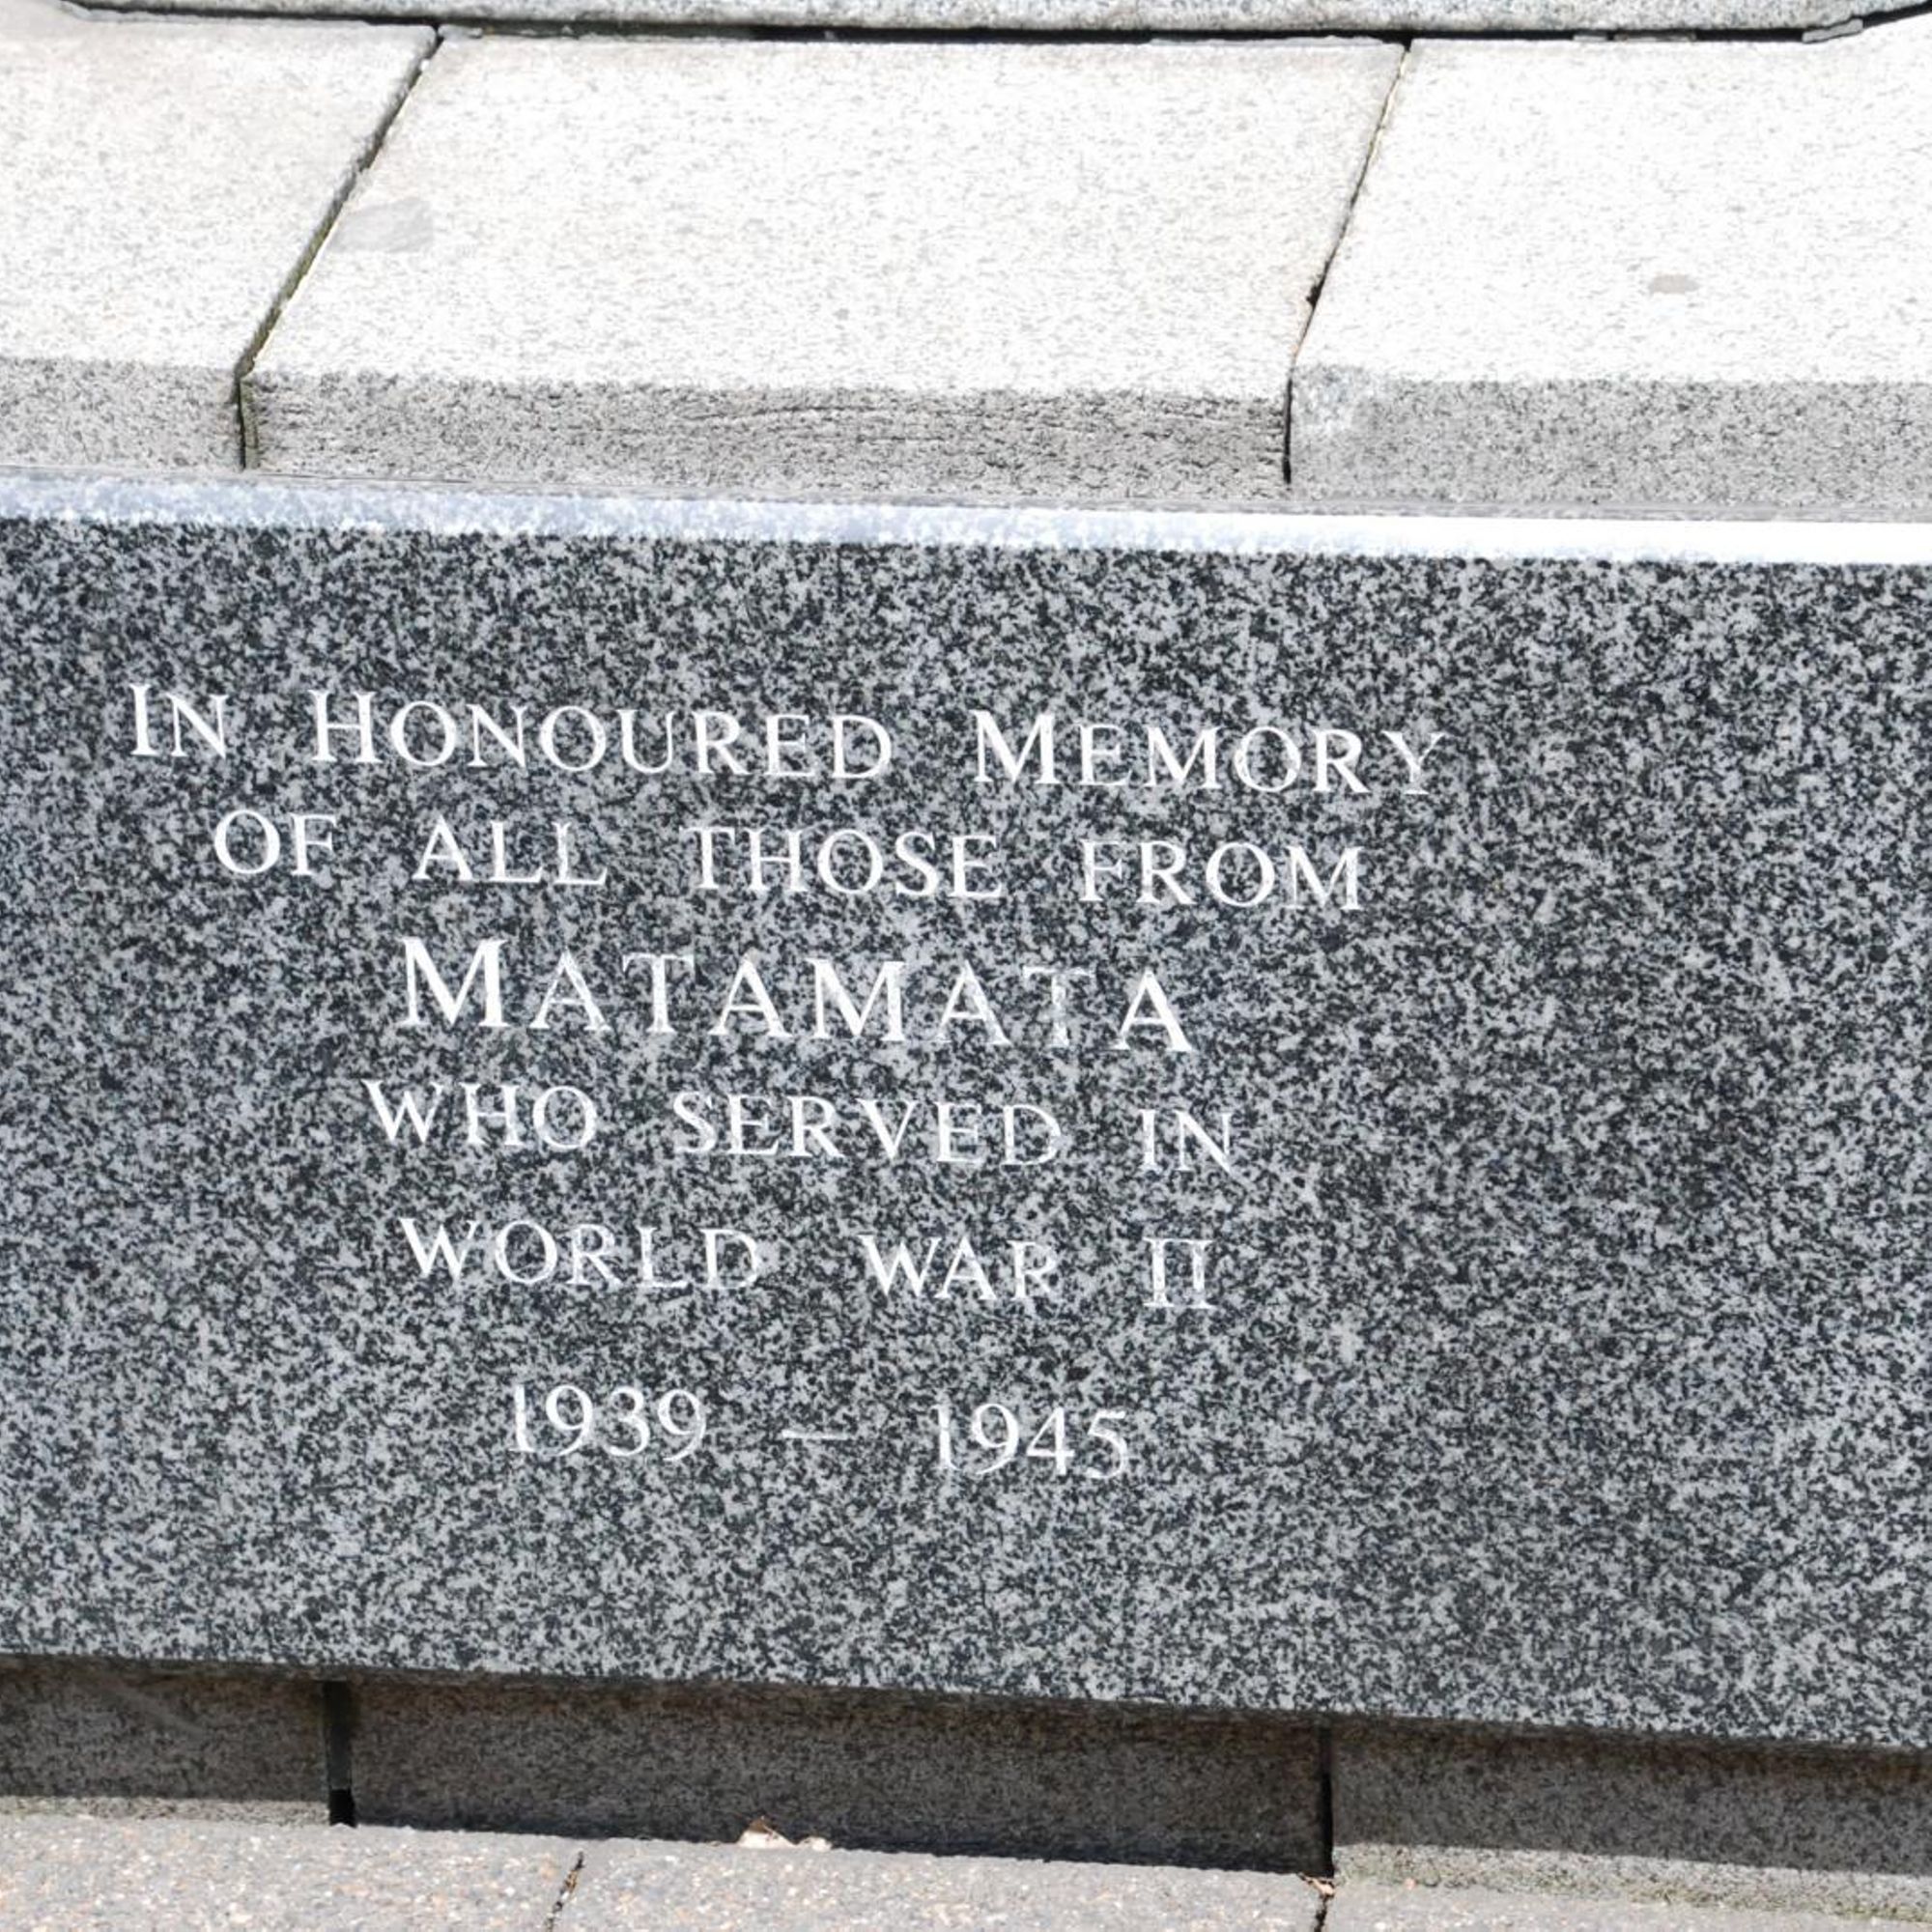 In Honoured Memory
OF ALL THOSE FROM
MATAMATA
WHO SERVED IN
WORLD WAR II
1939 — 1945